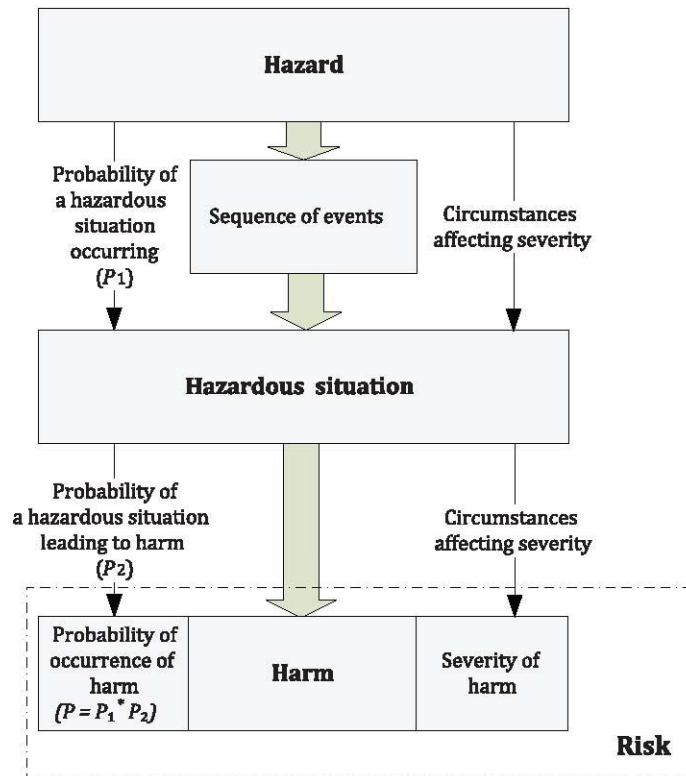 Hazard
Probability of
a hazardous
situation
occurring
(P1)
Sequence of events
Circumstances
affecting severity
Hazardous situation
Probability of
a hazardous situation
leading to harm
(P2)
Circumstances
affecting severity
Probability of
occurrence of
harm
(P = P₁* P₂)
Harm
Severity of
harm
Risk